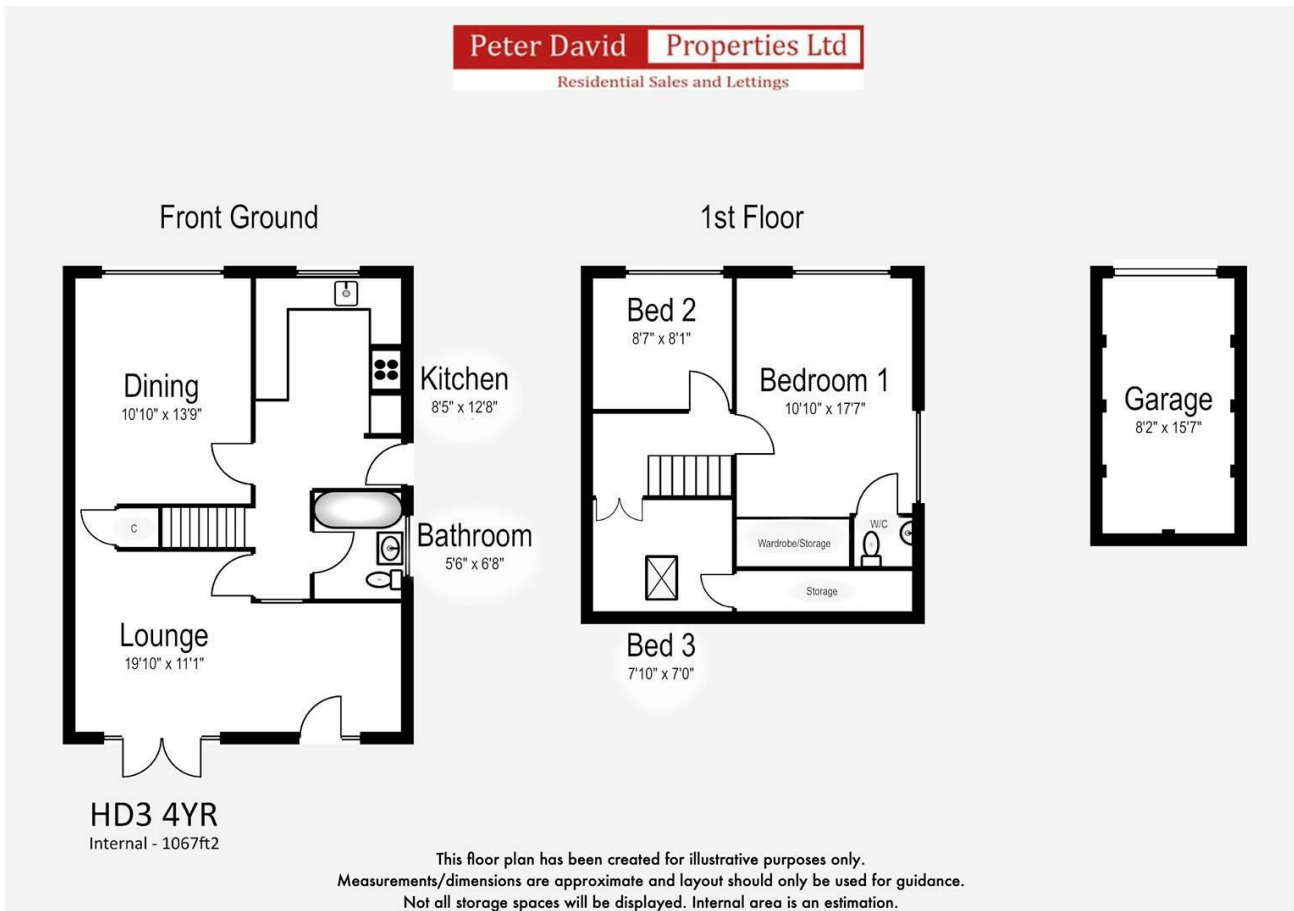 Peter David Properties Ltd
Residential Sales and Lettings
Front Ground
1st Floor
Dining
10'10" x 13'9"
Kitchen
8'5" x 12'8"
C
Bathroom
5'6" x 6'8"
Lounge
19'10" x 11'1"
Bed 2
8'7" x 8'1"
Bedroom 1
10'10" x 17'7"
W/C
Wardrobe/Storage
Storage
Bed 3
7'10" x 7'0"
Garage
8'2" x 15'7"
HD3 4YR
Internal - 1067ft2
This floor plan has been created for illustrative purposes only.
Measurements/dimensions are approximate and layout should only be used for guidance.
Not all storage spaces will be displayed. Internal area is an estimation.